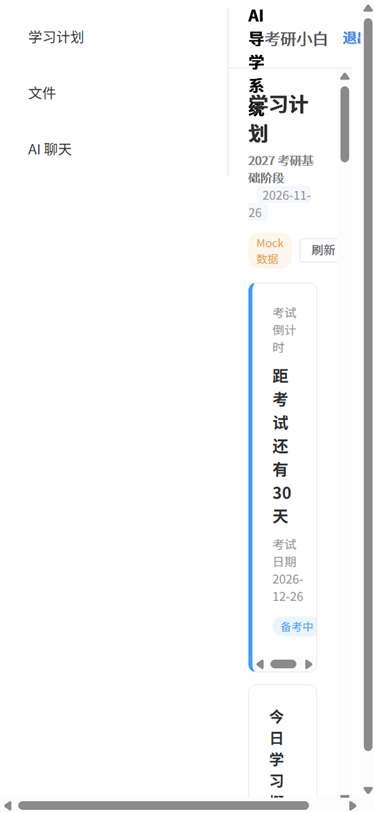 学习计划
文件
AI 聊天
AI
导
学
系
统
考研小白
学习计
划
2027 考研基
础阶段
2026-11-
26
Mock
数据
刷新
考试
倒计
时
距
考
试
还
有
30
天
考试
日期
2026-
12-26
备考中
今
日
学
习